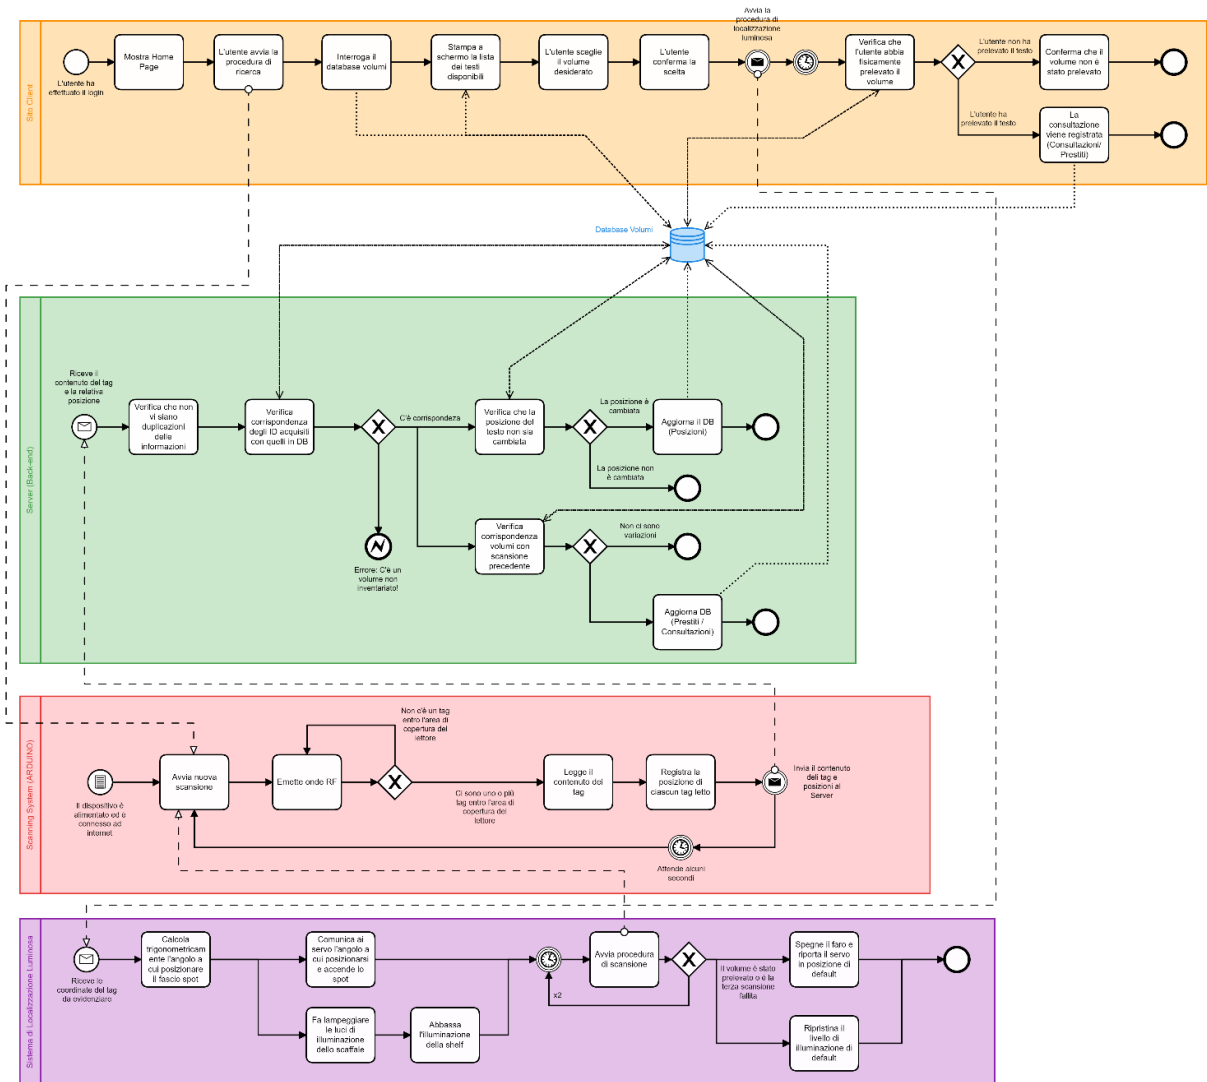 Sito Client
L'utente ha
effettuato il login
Mostra Home
Page
L'utente avvia la
procedura di
ricerca
Interroga il
database volumi
Stampa a
schermo la lista
dei testi
disponibili
L'utente sceglie
il volume
desiderato
L'utente
conferma la
scelta
Avvia la
procedura di
localizzazione
luminosa
Verifica che
l'utente abbia
fisicamente
prelevato il
volume
L'utente non ha
prelevato il testo
Conferma che il
volume non è
stato prelevato
L'utente ha
prelevato il testo
La
consultazione
viene registrata
(Consultazioni/
Prestiti)
Database Volumi
Server (Back-end)
Riceve il
contenuto del tag
e la relativa
posizione
Verifica che non
vi siano
duplicazioni
delle
informazioni
Verifica
corrispondenza
degli ID acquisiti
con quelli in DB
C'è corrispondeza
Errore: C'è un
volume non
inventariato!
Verifica che la
posizione del
testo non sia
cambiata
La posizione è
cambiata
Aggiorna il DB
(Posizioni)
La posizione non
è cambiata
Verifica
corrispondenza
volumi con
scansione
precedente
Non ci sono
variazioni
Aggiorna DB
(Prestiti /
Consultazioni)
Scanning System (ARDUINO)
Il dispositivo è
alimentato ed è
connesso ad
internet
Avvia nuova
scansione
Emette onde RF
Non c'è un tag
entro l'area di
copertura del
lettore
Ci sono uno o più
tag entro l'area di
copertura del
lettore
Legge il
contenuto dei
tag
Registra la
posizione di
ciascun tag letto
Invia il contenuto
deli tag e
posizioni al
Server
Attende alcuni
secondi
Sistema di Localizzazione Luminosa
Riceve le
coordinate del tag
da evidenziare
Calcola
trigonometricam
ente l'angolo a
cui posizionare
il fascio spot
Comunica ai
servo l'angolo a
cui posizionarsi
e accende lo
spot
Fa lampeggiare
le luci di
illuminazione
dello scaffale
Abbassa
l'illuminazione
della shelf
x2
Avvia procedura
di scansione
Il volume è stato
prelevato o è la
terza scansione
fallita
Spegne il faro e
riporta il servo
in posizione di
default
Ripristina il
livello di
illuminazione di
default